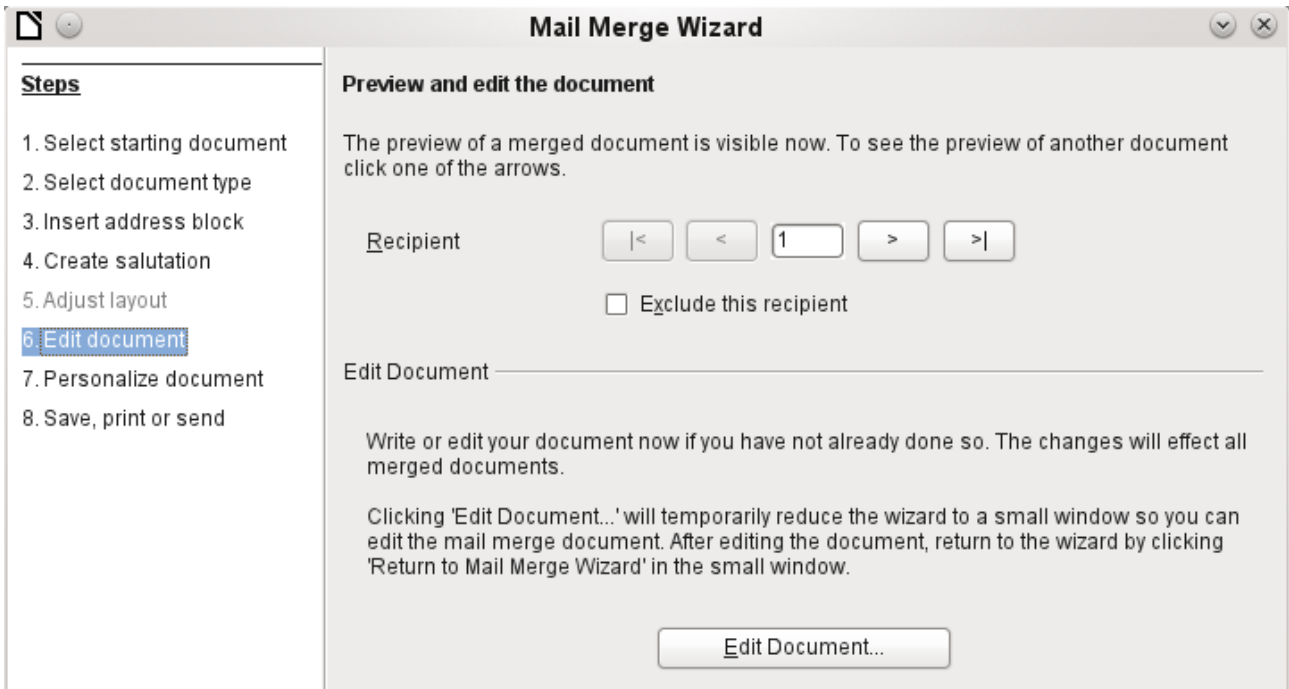 Mail Merge Wizard
Steps
1. Select starting document
2. Select document type
3. Insert address block
4. Create salutation
5. Adjust layout
6. Edit document
7. Personalize document
8. Save, print or send
Preview and edit the document
The preview of a merged document is visible now. To see the preview of another document
click one of the arrows.
Recipient |< < 1 > >|
Exclude this recipient
Edit Document
Write or edit your document now if you have not already done so. The changes will effect all
merged documents.
Clicking 'Edit Document...' will temporarily reduce the wizard to a small window so you can
edit the mail merge document. After editing the document, return to the wizard by clicking
'Return to Mail Merge Wizard' in the small window.
Edit Document...